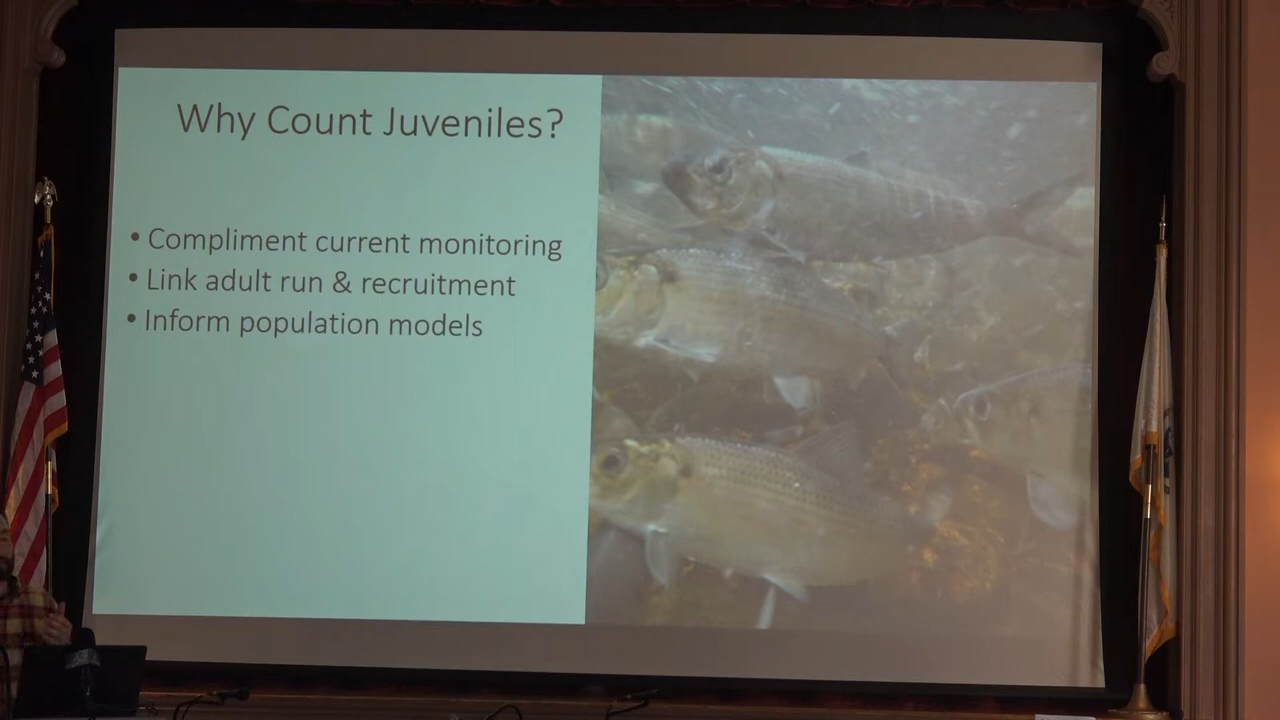 Why Count Juveniles?
• Compliment current monitoring
• Link adult run & recruitment
• Inform population models